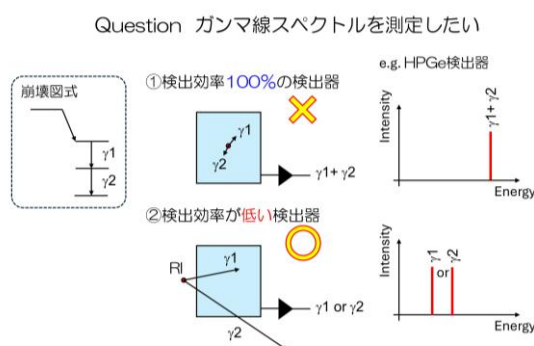 Question ガンマ線スペクトルを測定したい
崩壊図式
γ1
γ2
①検出効率100%の検出器
γ1
γ2
γ1+ γ2
e.g. HPGe検出器
Intensity
γ1+ γ2
Energy
②検出効率が低い検出器
RI
γ1
γ2
γ1 or γ2
Intensity
γ1
or
γ2
Energy